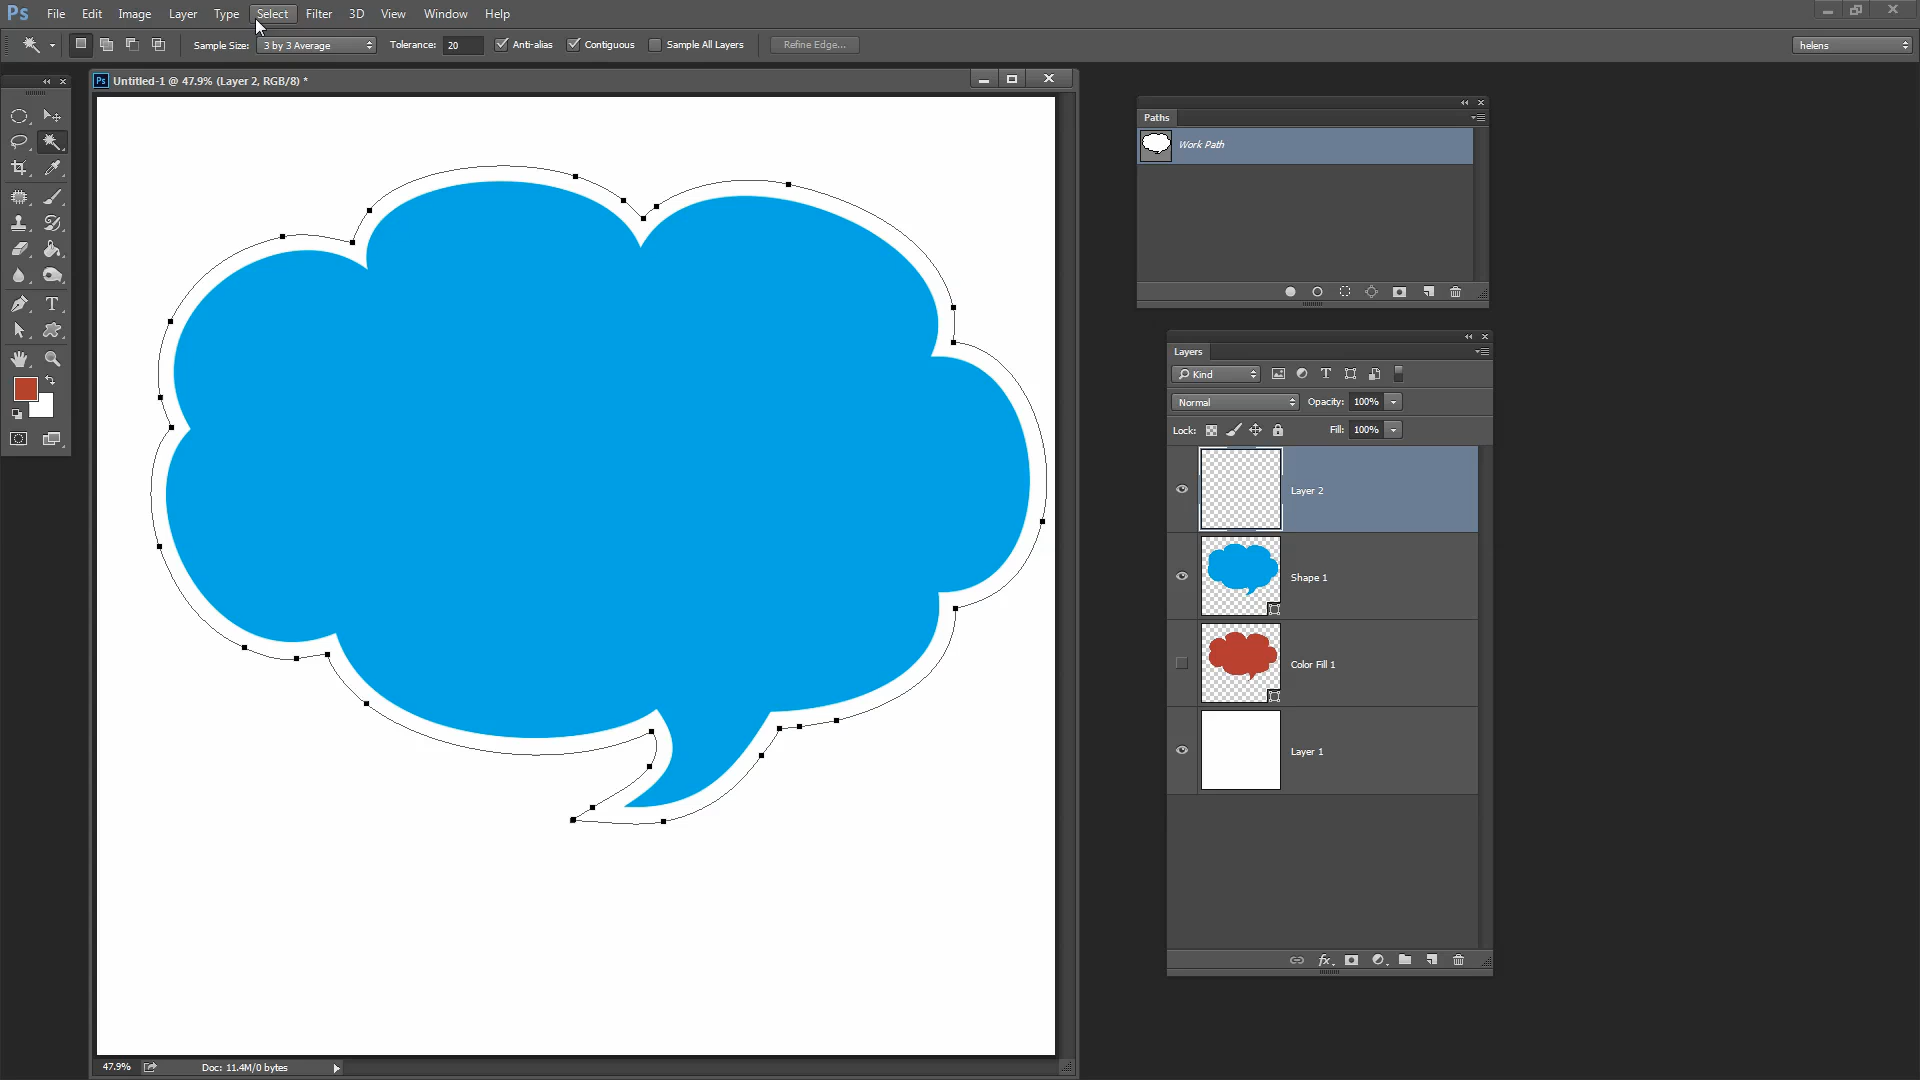 Ps File Edit Image Layer Type Select Filter 3D View Window Help
Sample Size: 3 by 3 Average Tolerance: 20 Anti-alias Contiguous Sample All Layers Refine Edge... helens
Ps Untitled-1 @ 47.9% (Layer 2, RGB/8) *
Paths
Work Path
Layers
Kind
Normal Opacity: 100%
Lock: Fill: 100%
Layer 2
Shape 1
Color Fill 1
Layer 1
fx
47.9% Doc: 11.4M/0 bytes